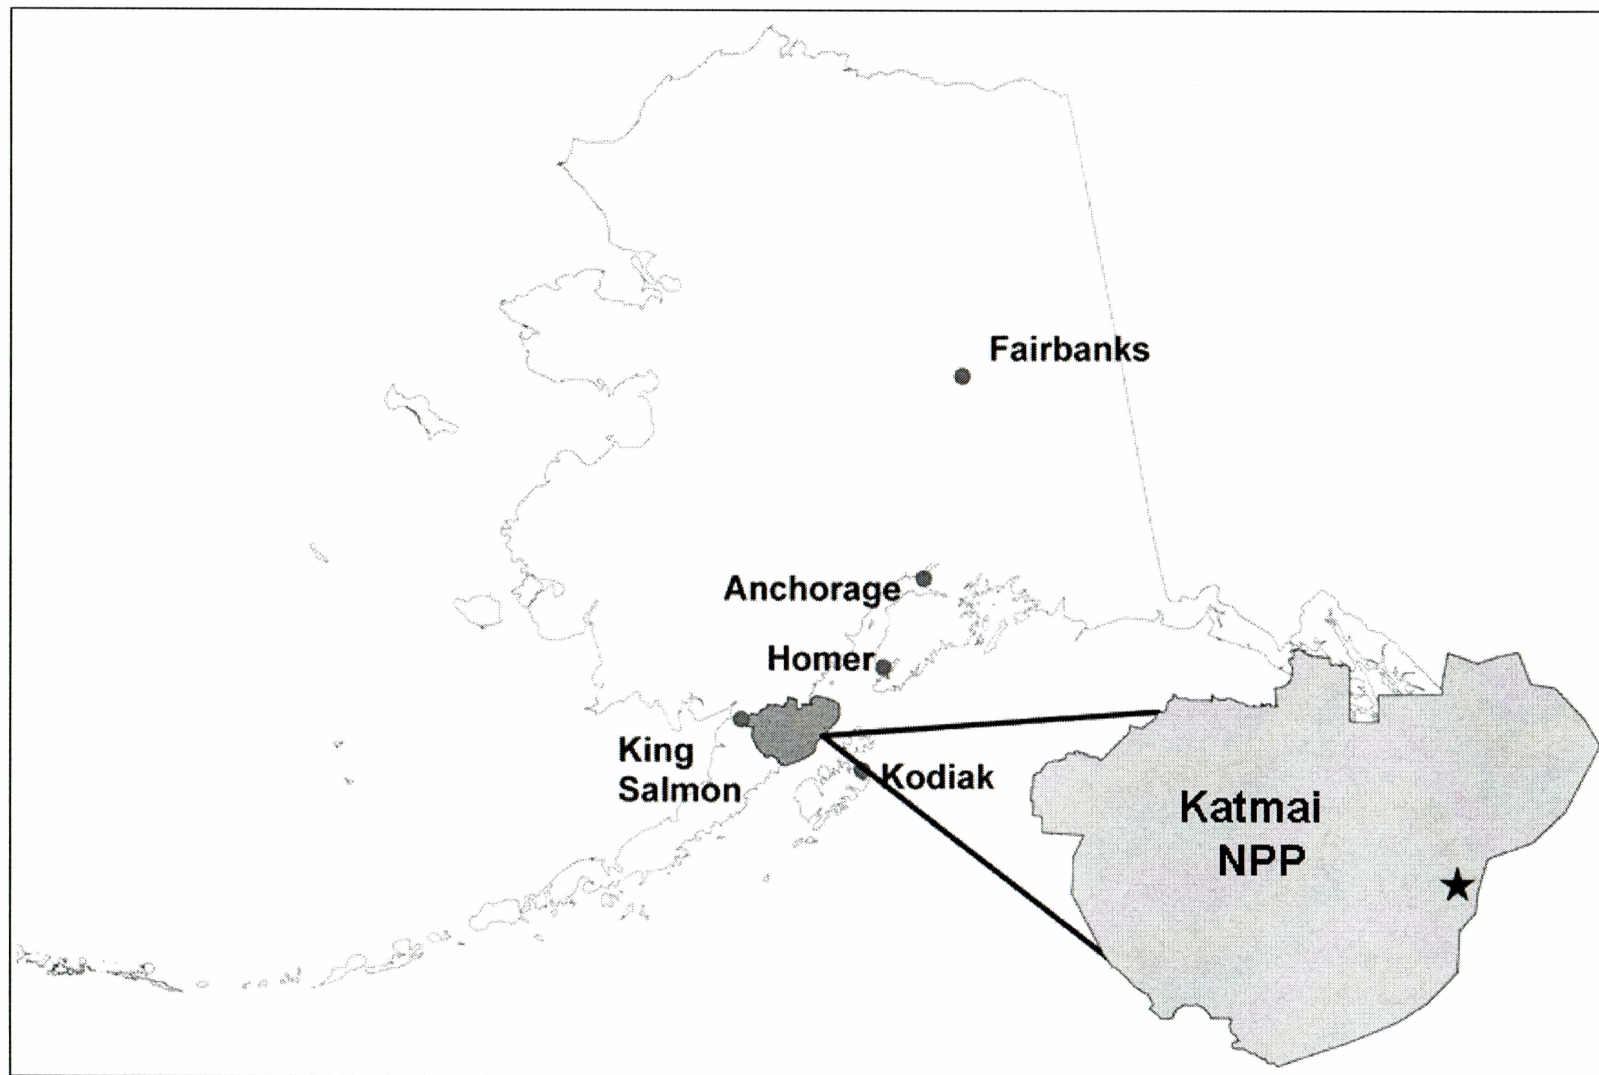 Fairbanks
Anchorage
Homer
King
Salmon
Kodiak
Katmai
NPP